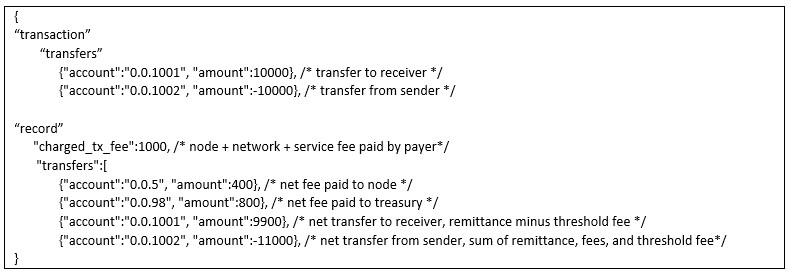 {
“transaction”
“transfers”
{"account":"0.0.1001", "amount":10000}, /* transfer to receiver */
{"account":"0.0.1002", "amount":-10000}, /* transfer from sender */
“record”
"charged_tx_fee":1000, /* node + network + service fee paid by payer*/
"transfers":[
{"account":"0.0.5", "amount":400}, /* net fee paid to node */
{"account":"0.0.98", "amount":800}, /* net fee paid to treasury */
{"account":"0.0.1001", "amount":9900}, /* net transfer to receiver, remittance minus threshold fee */
{"account":"0.0.1002", "amount":-11000}, /* net transfer from sender, sum of remittance, fees, and threshold fee*/
}